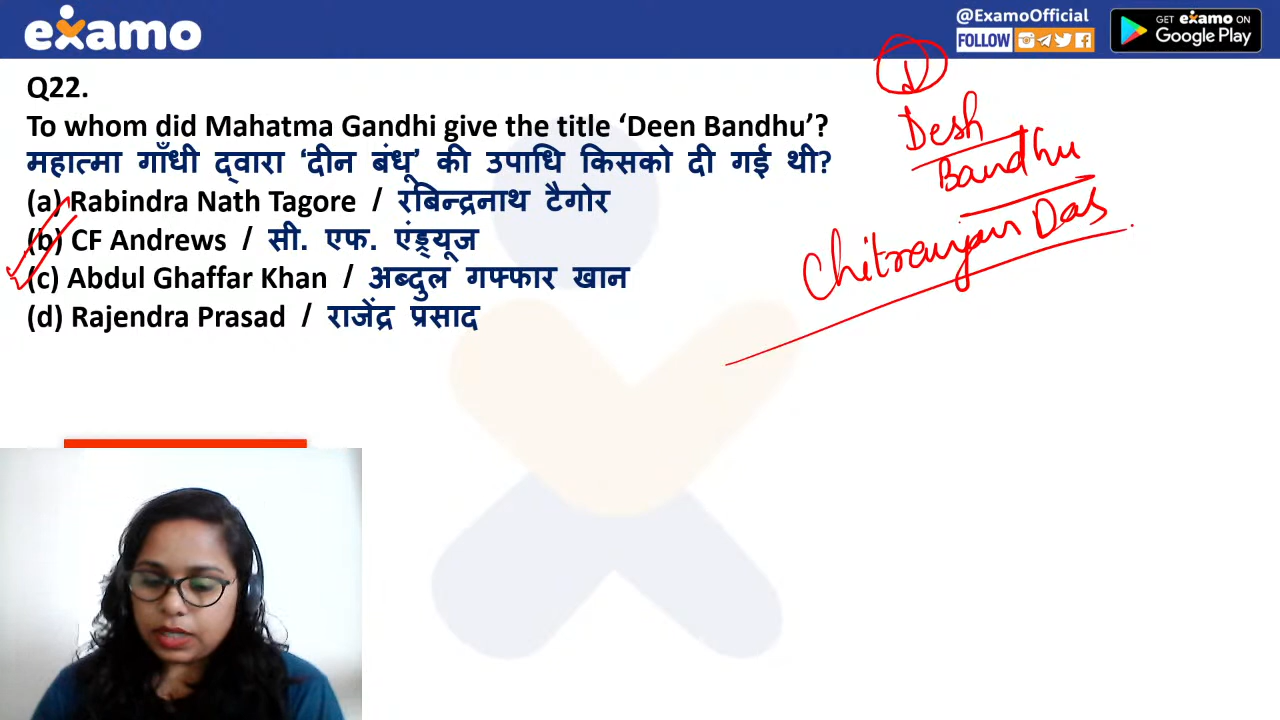 examo
@ExamoOfficial
FOLLOW
GET examo ON
Google Play
Q22.
To whom did Mahatma Gandhi give the title ‘Deen Bandhu’?
महात्मा गाँधी द्वारा ‘दीन बंधू’ की उपाधि किसको दी गई थी?
(a) Rabindra Nath Tagore / रबिन्द्रनाथ टैगोर
(b) CF Andrews / सी. एफ. एंड्र्यूज
(c) Abdul Ghaffar Khan / अब्दुल गफ्फार खान
(d) Rajendra Prasad / राजेंद्र प्रसाद
D
Desh
Bandhu
Chitranjan Das